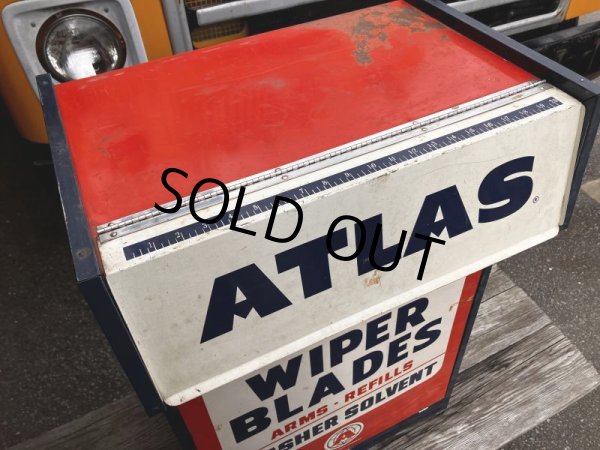 SOLD OUT
ATLAS®
WIPER
BLADES
ARMS - REFILLS
ASHER SOLVENT